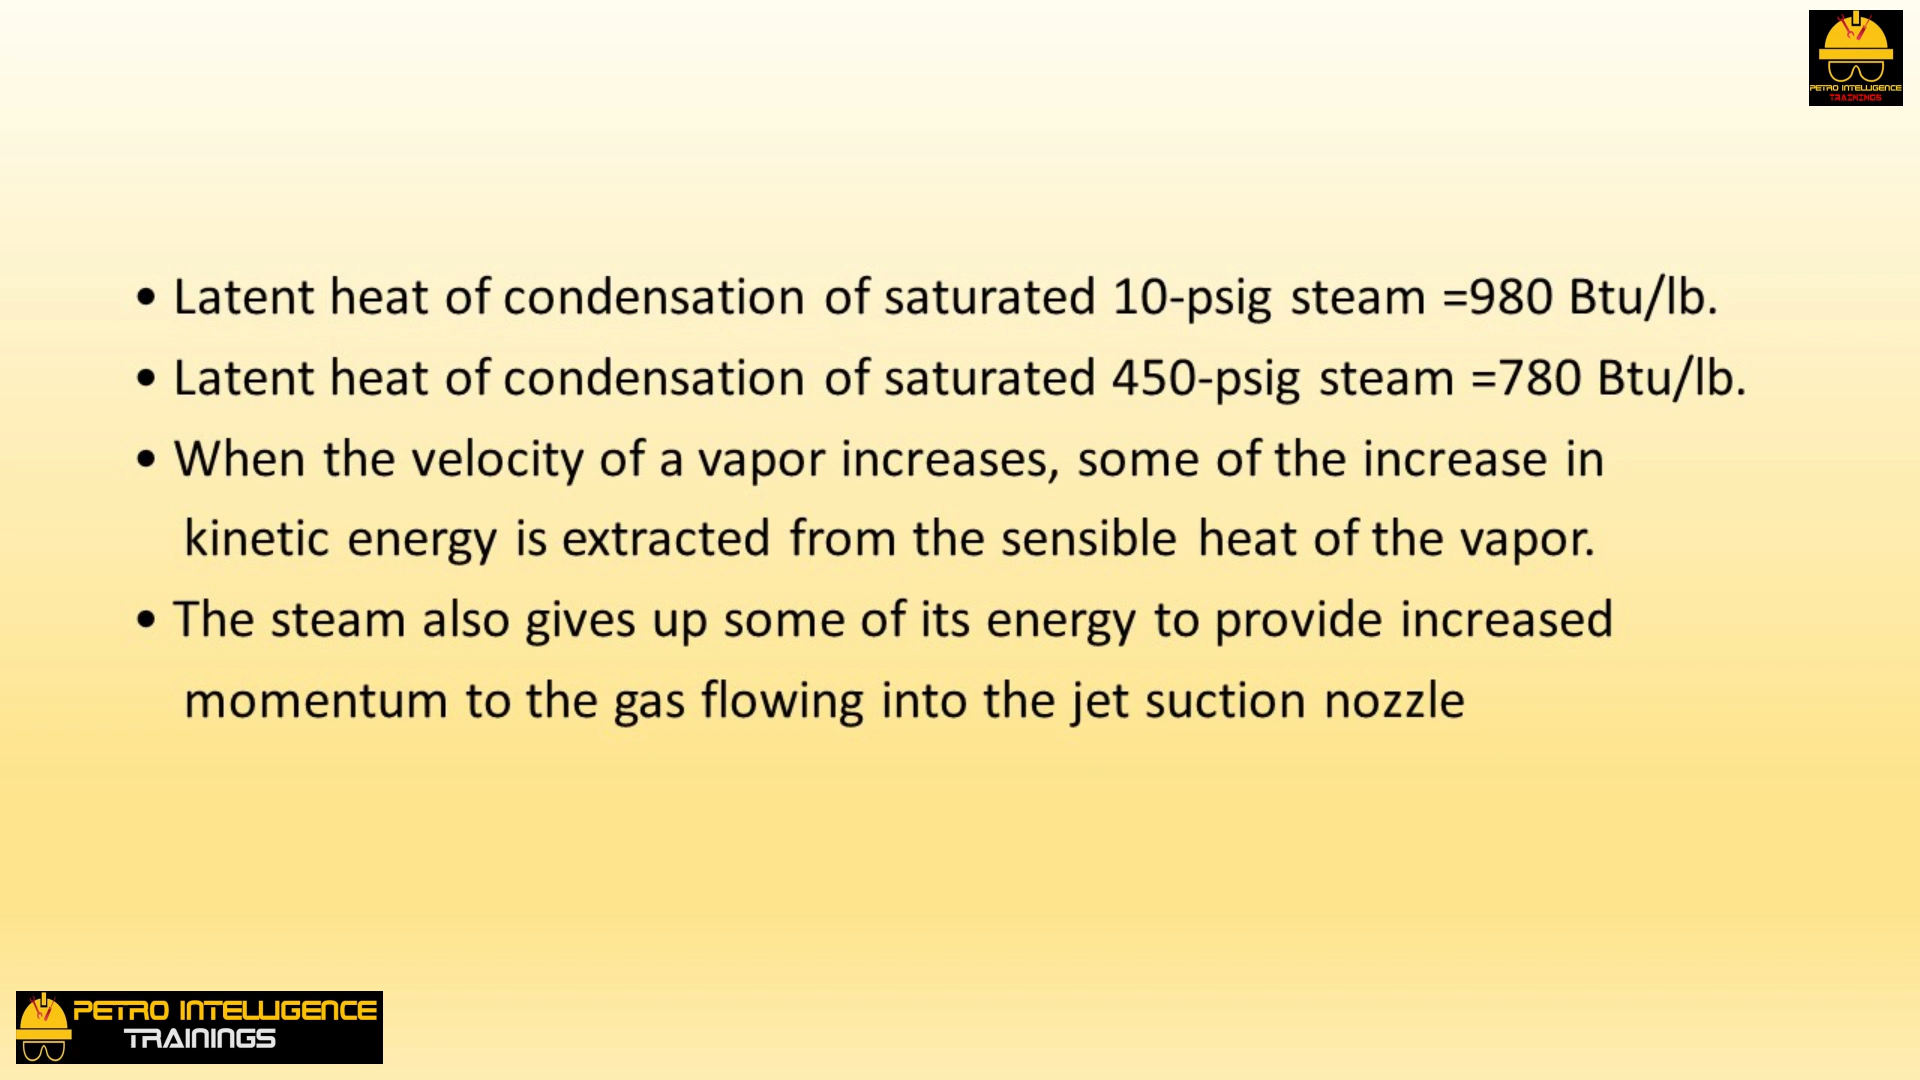 PETRO INTELLIGENCE
TRAININGS
• Latent heat of condensation of saturated 10-psig steam =980 Btu/lb.
• Latent heat of condensation of saturated 450-psig steam =780 Btu/lb.
• When the velocity of a vapor increases, some of the increase in
kinetic energy is extracted from the sensible heat of the vapor.
• The steam also gives up some of its energy to provide increased
momentum to the gas flowing into the jet suction nozzle
PETRO INTELLIGENCE
TRAININGS